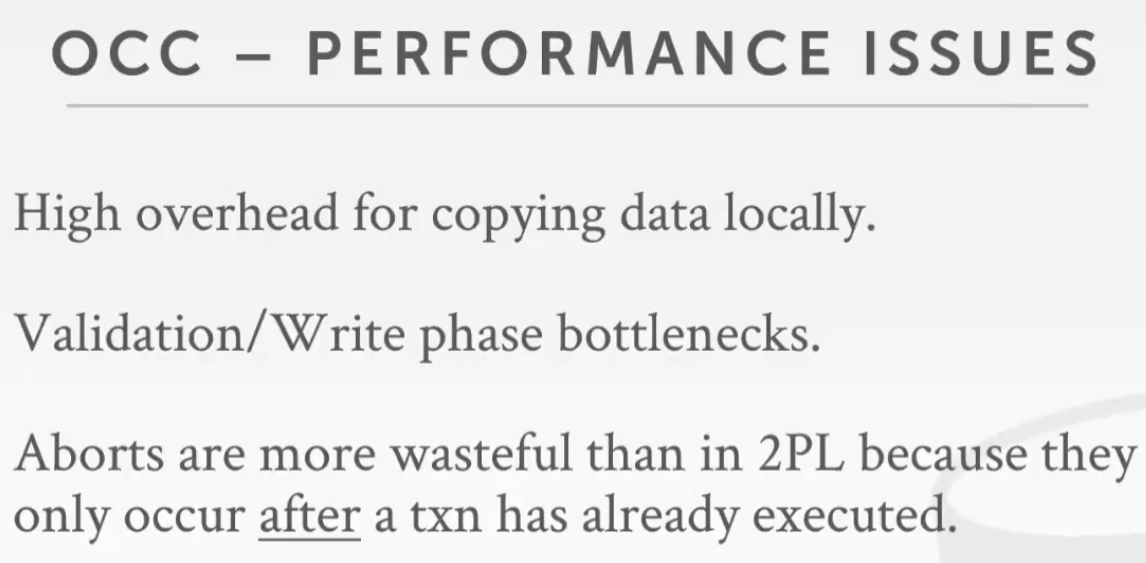 OCC – PERFORMANCE ISSUES
High overhead for copying data locally.
Validation/Write phase bottlenecks.
Aborts are more wasteful than in 2PL because they
only occur after a txn has already executed.